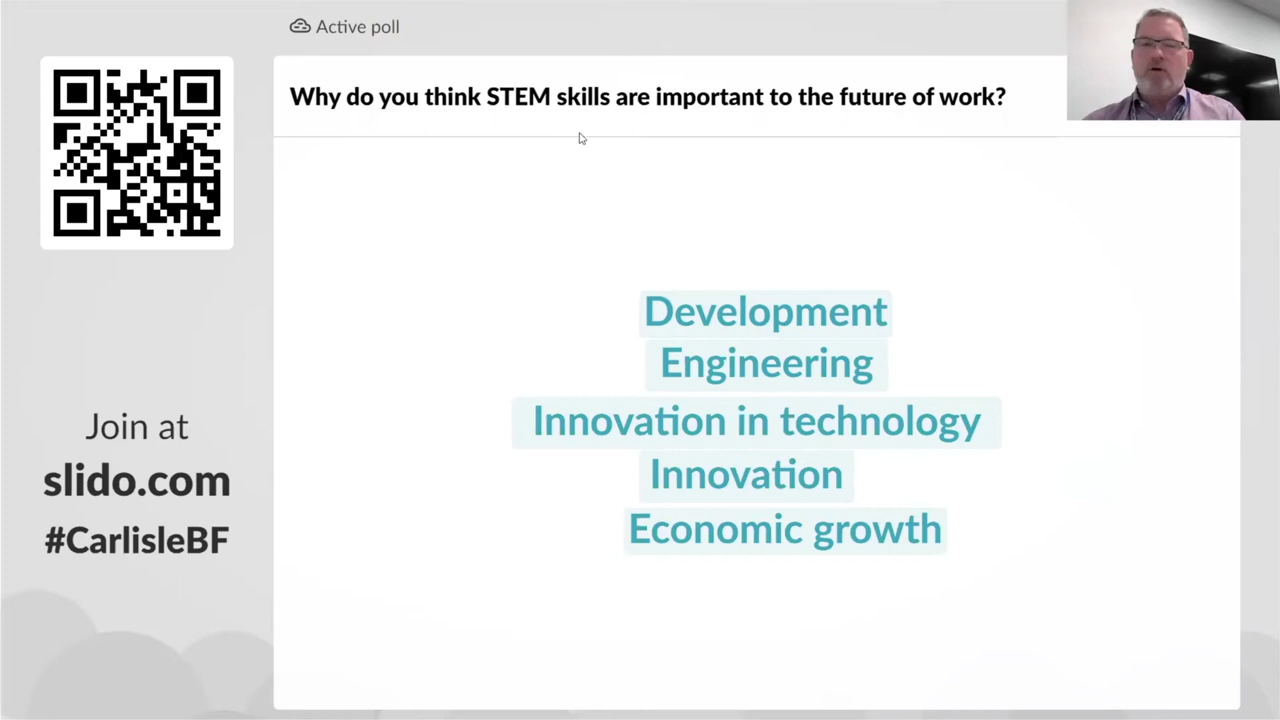 Active poll
Why do you think STEM skills are important to the future of work?
Development
Engineering
Innovation in technology
Innovation
Economic growth
Join at
slido.com
#CarlisleBF